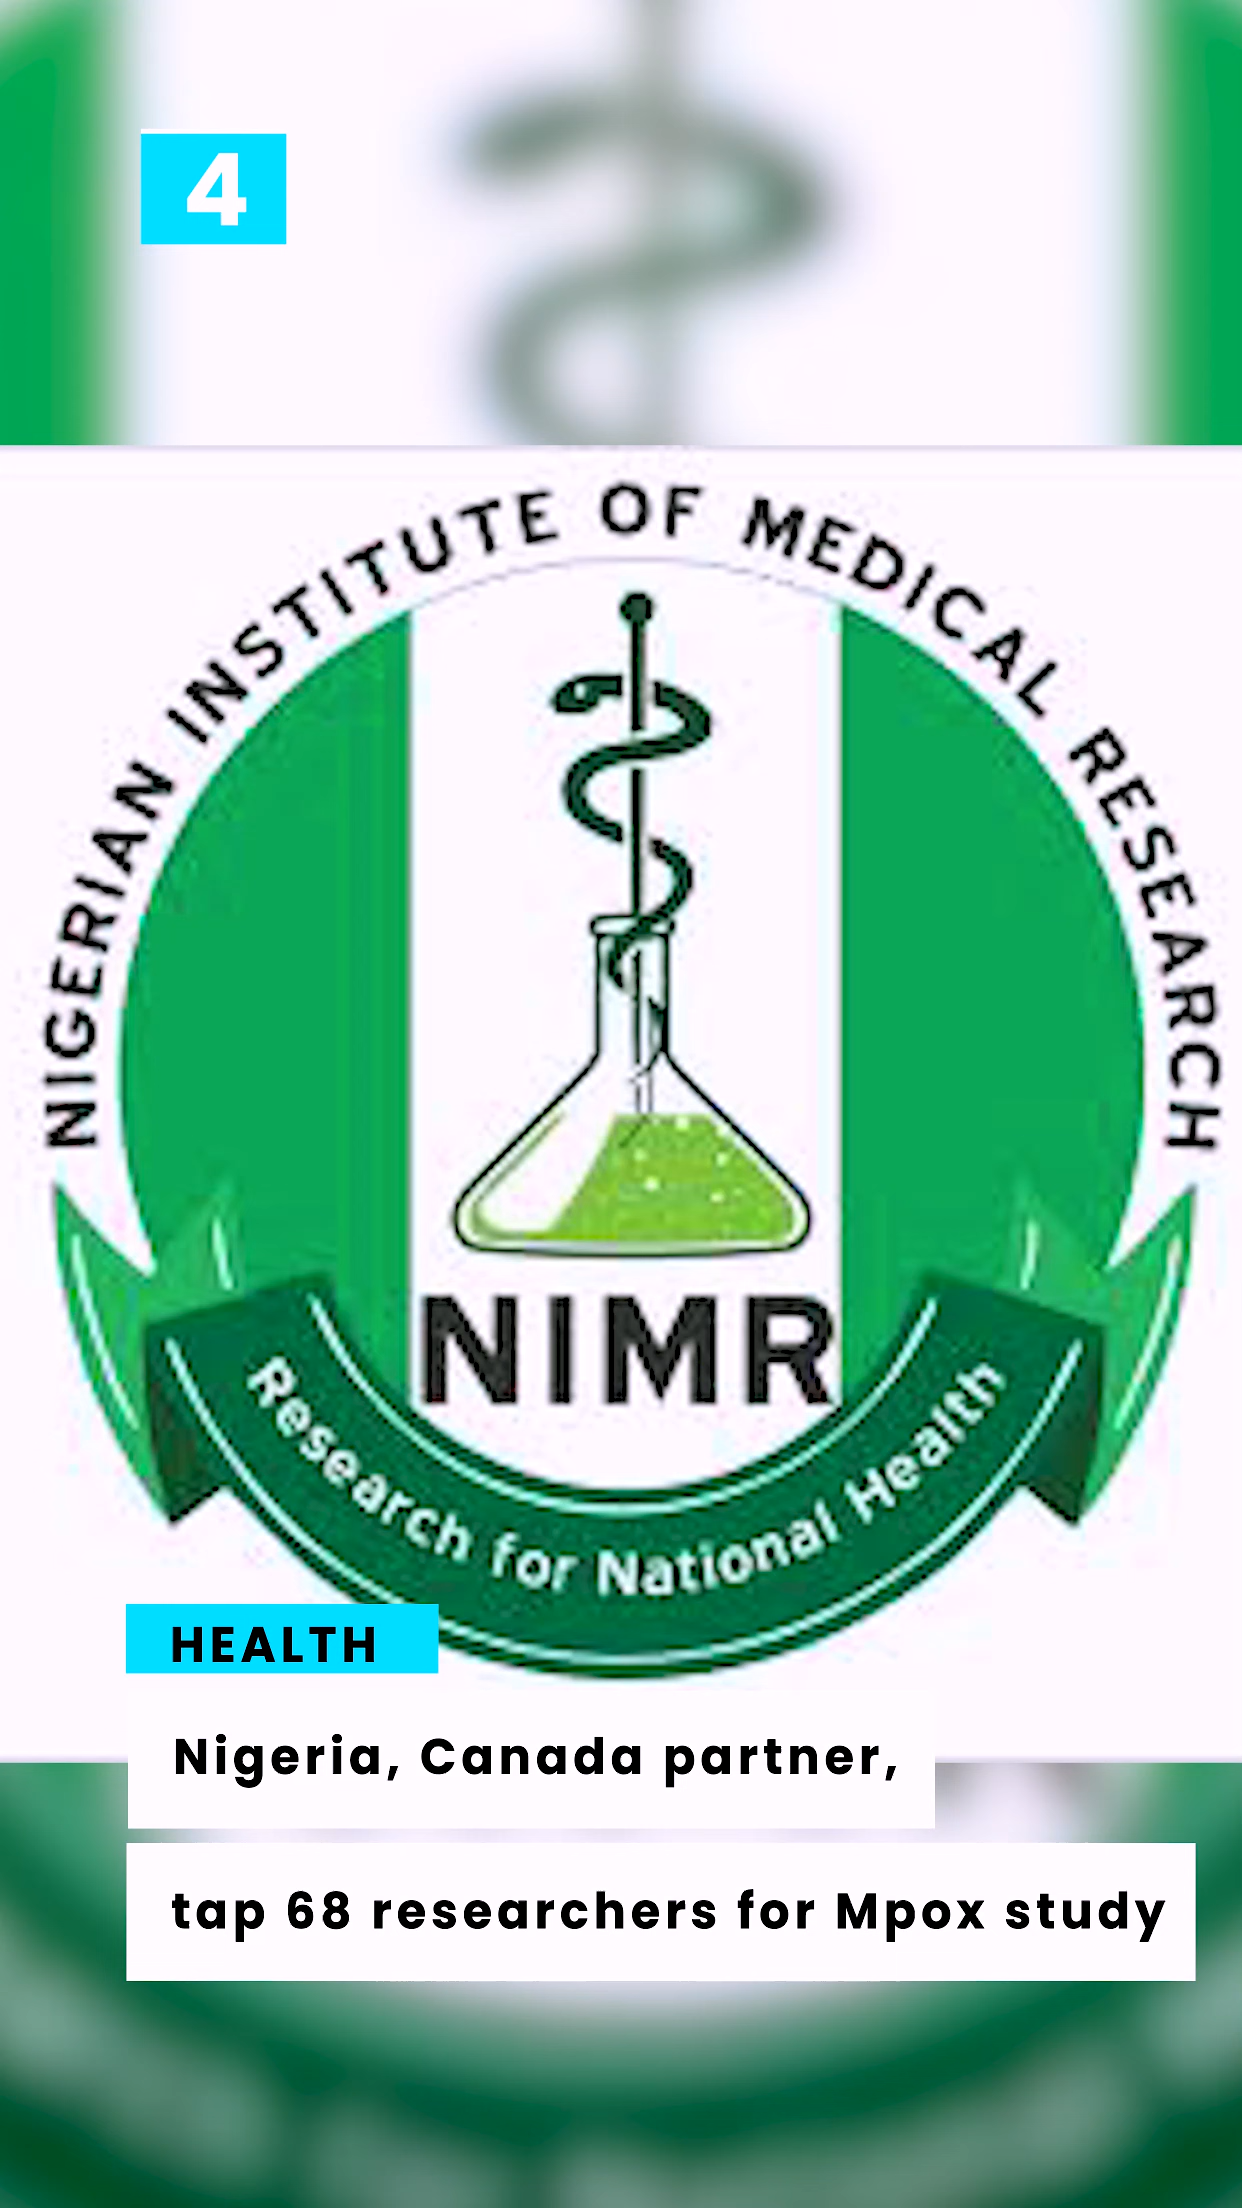 4
NIGERIAN INSTITUTE OF MEDICAL RESEARCH
NIMR
Research for National Health
HEALTH
Nigeria, Canada partner,
tap 68 researchers for Mpox study